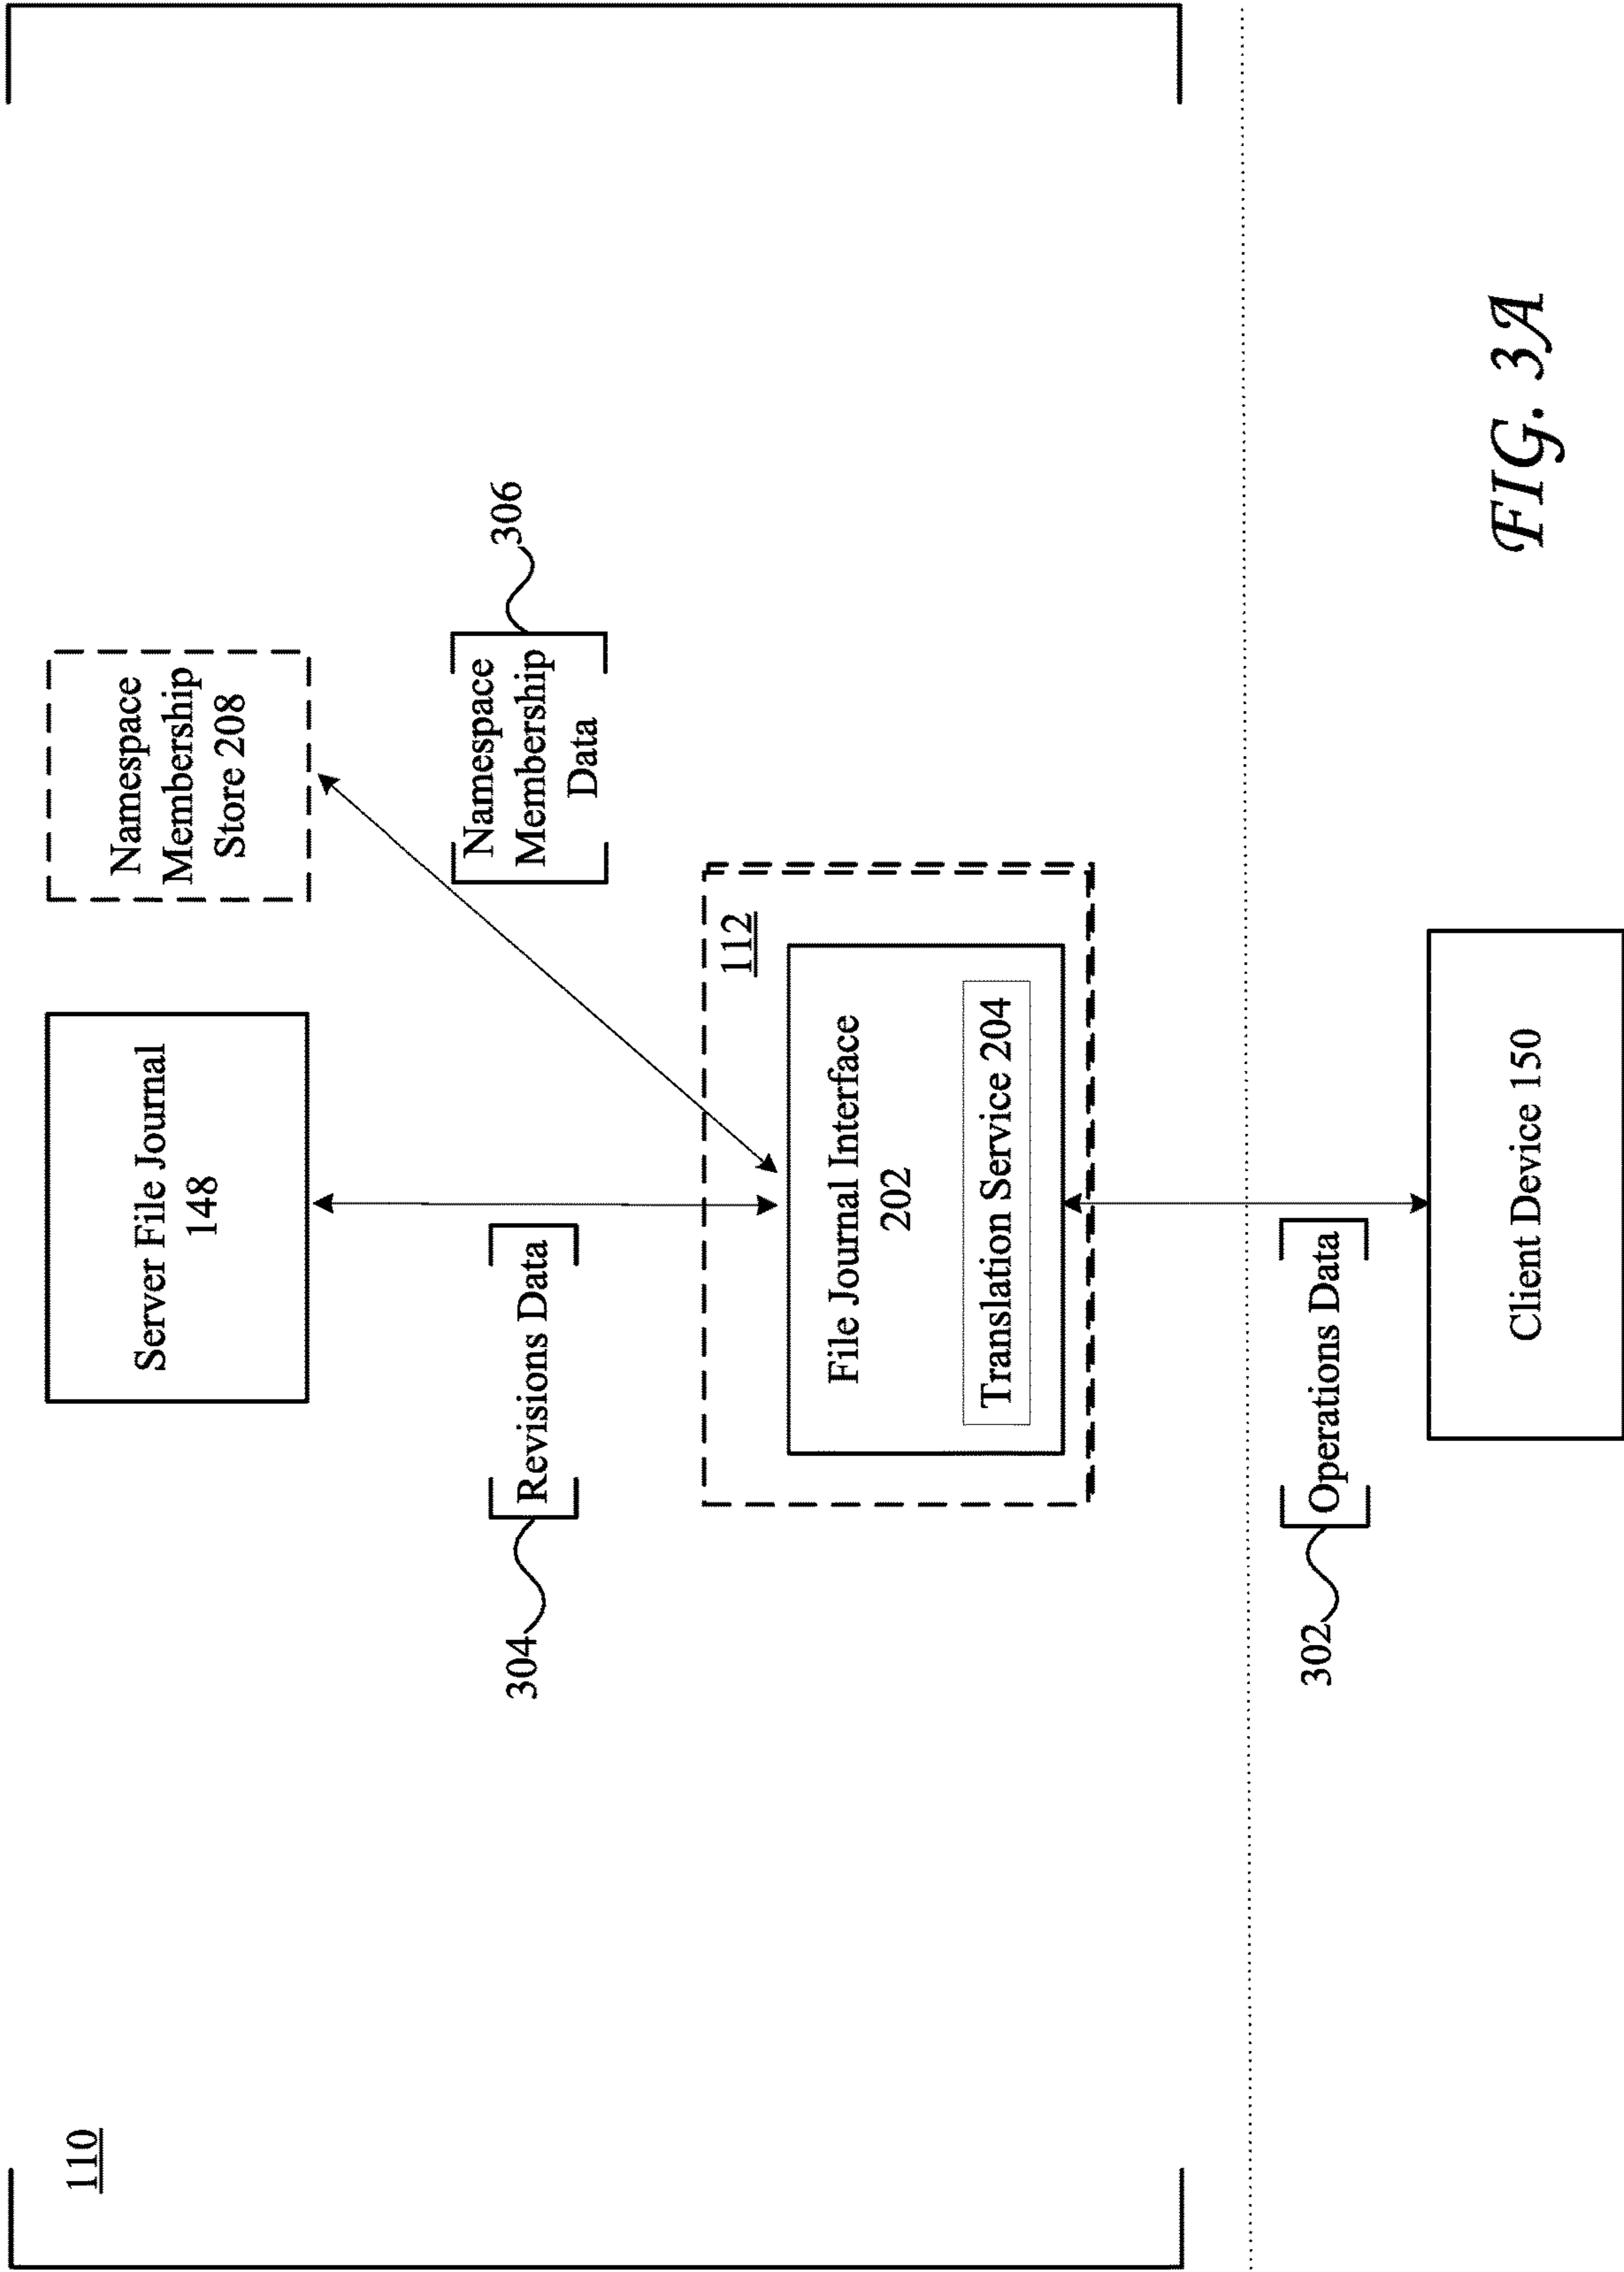 110
Server File Journal
148
Namespace
Membership
Store 208
304
Revisions Data
Namespace
Membership
Data
306
112
File Journal Interface
202
Translation Service 204
302
Operations Data
Client Device 150
FIG. 3A